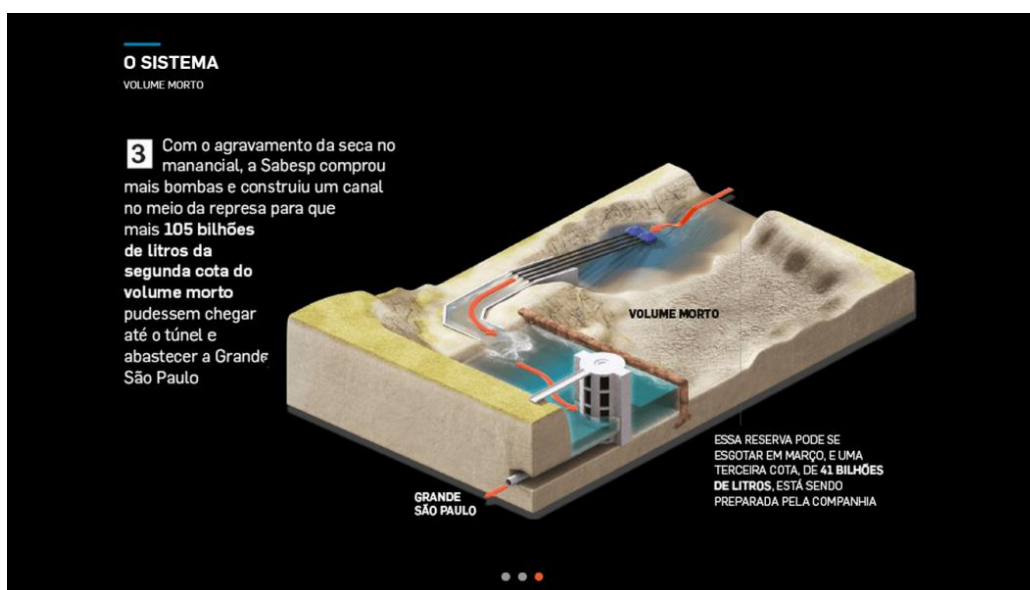 O SISTEMA
VOLUME MORTO
3 Com o agravamento da seca no
manancial, a Sabesp comprou
mais bombas e construiu um canal
no meio da represa para que
mais 105 bilhões
de litros da
segunda cota do
volume morto
pudessem chegar
até o túnel e
abastecer a Grande
São Paulo
VOLUME MORTO
ESSA RESERVA PODE SE
ESGOTAR EM MARÇO, E UMA
TERCEIRA COTA, DE 41 BILHÕES
DE LITROS, ESTÁ SENDO
PREPARADA PELA COMPANHIA
GRANDE
SÃO PAULO